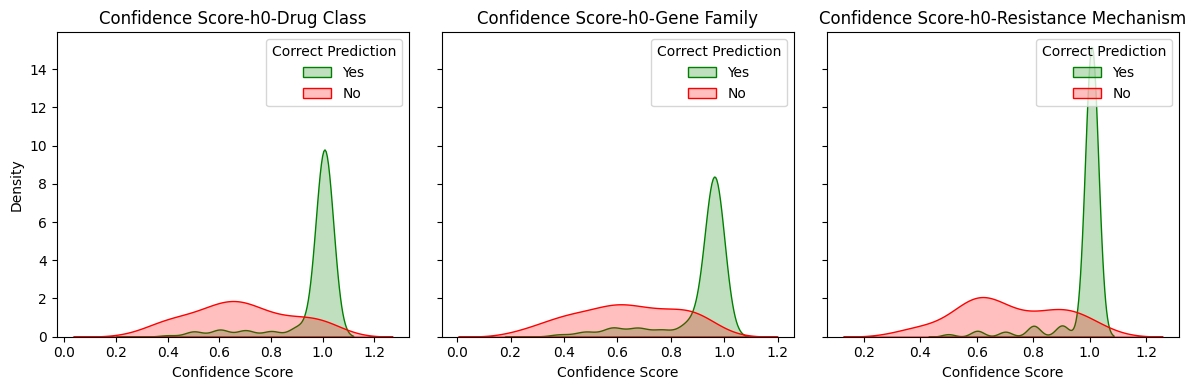 Confidence Score-h0-Drug Class
Confidence Score-h0-Gene Family
Confidence Score-h0-Resistance Mechanism
Correct Prediction
Yes
No
Correct Prediction
Yes
No
Correct Prediction
Yes
No
Density
14
12
10
8
6
4
2
0
0.0 0.2 0.4 0.6 0.8 1.0 1.2
0.0 0.2 0.4 0.6 0.8 1.0 1.2
0.2 0.4 0.6 0.8 1.0 1.2
Confidence Score
Confidence Score
Confidence Score